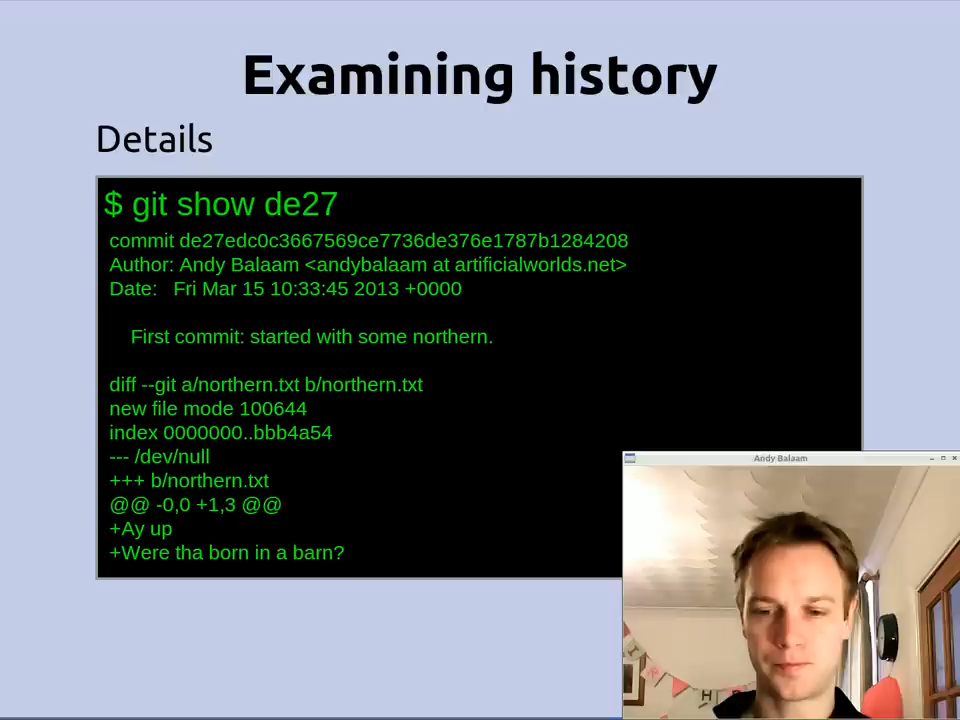 Examining history
Details
$ git show de27
commit de27edc0c3667569ce7736de376e1787b1284208
Author: Andy Balaam <andybalaam at artificialworlds.net>
Date:   Fri Mar 15 10:33:45 2013 +0000
First commit: started with some northern.
diff --git a/northern.txt b/northern.txt
new file mode 100644
index 0000000..bbb4a54
--- /dev/null
+++ b/northern.txt
@@ -0,0 +1,3 @@
+Ay up
+Were tha born in a barn?
Andy Balaam